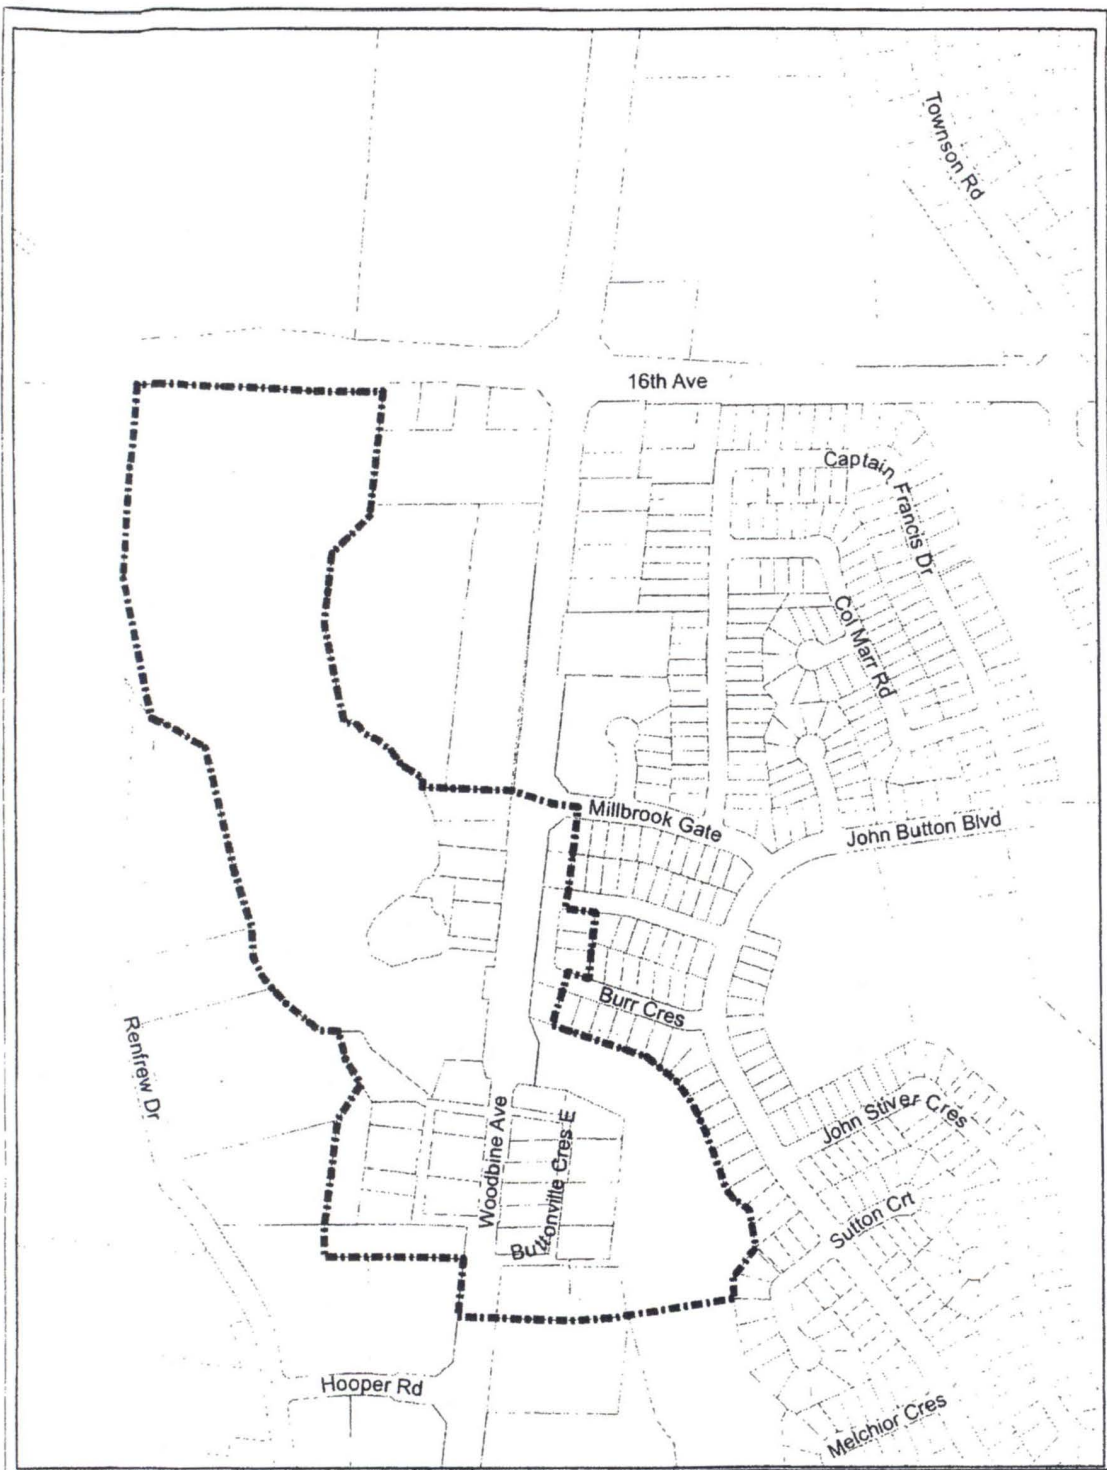 Townson Rd
16th Ave
Captain Francis Dr
Col Marr Rd
Millbrook Gate
John Button Blvd
Burr Cres
Renfrew Dr
Woodbine Ave
Buttonville Cres E
John Stiver Cres
Sutton Crt
Hooper Rd
Melchior Cres